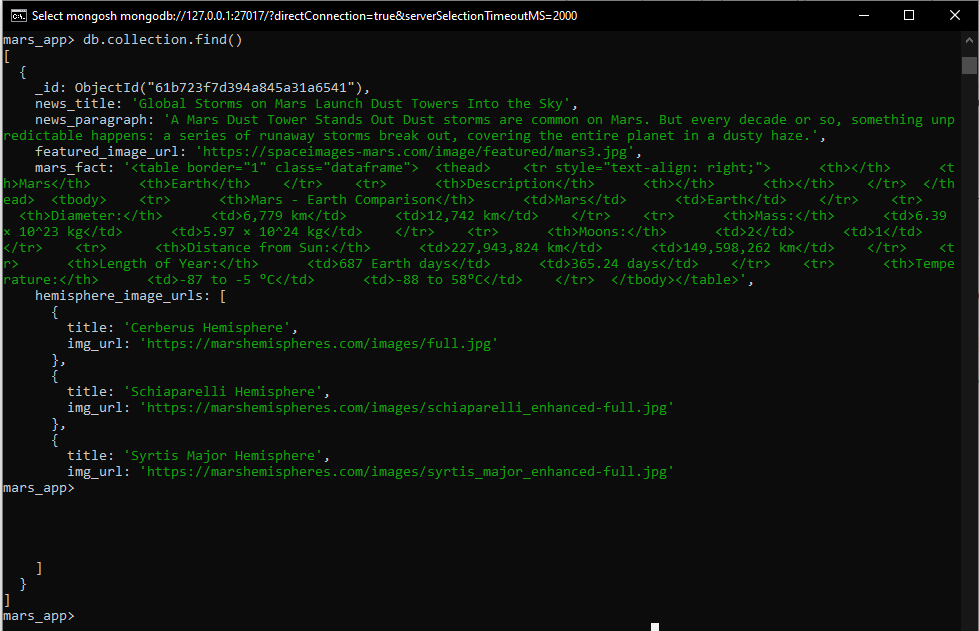 Select mongosh mongodb://127.0.0.1:27017/?directConnection=true&serverSelectionTimeoutMS=2000
mars_app> db.collection.find()
[
  {
    _id: ObjectId("61b723f7d394a845a31a6541"),
    news_title: 'Global Storms on Mars Launch Dust Towers Into the Sky',
    news_paragraph: 'A Mars Dust Tower Stands Out Dust storms are common on Mars. But every decade or so, something unp
redictable happens: a series of runaway storms break out, covering the entire planet in a dusty haze.',
    featured_image_url: 'https://spaceimages-mars.com/image/featured/mars3.jpg',
    mars_fact: '<table border="1" class="dataframe">  <thead>    <tr style="text-align: right;">      <th></th>      <t
h>Mars</th>      <th>Earth</th>    </tr>    <tr>      <th>Description</th>      <th></th>      <th></th>    </tr>  </th
ead>  <tbody>    <tr>      <th>Mars - Earth Comparison</th>      <td>Mars</td>      <td>Earth</td>    </tr>    <tr>
  <th>Diameter:</th>      <td>6,779 km</td>      <td>12,742 km</td>    </tr>    <tr>      <th>Mass:</th>      <td>6.39
× 10^23 kg</td>      <td>5.97 × 10^24 kg</td>    </tr>    <tr>      <th>Moons:</th>      <td>2</td>      <td>1</td>
</tr>    <tr>      <th>Distance from Sun:</th>      <td>227,943,824 km</td>      <td>149,598,262 km</td>    </tr>    <t
r>      <th>Length of Year:</th>      <td>687 Earth days</td>      <td>365.24 days</td>    </tr>    <tr>      <th>Tempe
rature:</th>      <td>-87 to -5 °C</td>      <td>-88 to 58°C</td>    </tr>  </tbody></table>',
    hemisphere_image_urls: [
      {
        title: 'Cerberus Hemisphere',
        img_url: 'https://marshemispheres.com/images/full.jpg'
      },
      {
        title: 'Schiaparelli Hemisphere',
        img_url: 'https://marshemispheres.com/images/schiaparelli_enhanced-full.jpg'
      },
      {
        title: 'Syrtis Major Hemisphere',
        img_url: 'https://marshemispheres.com/images/syrtis_major_enhanced-full.jpg'
mars_app>
    ]
  }
]
mars_app>